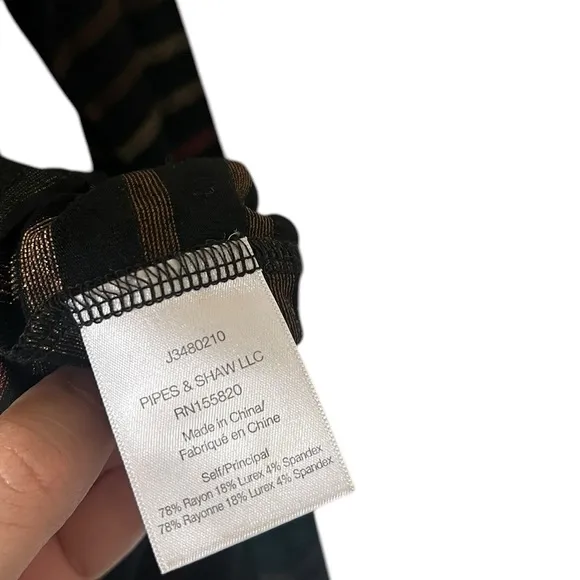 J3480210
PIPES & SHAW LLC
RN155820
Made in China/
Fabriqué en Chine
Self/Principal
78% Rayon 18% Lurex 4% Spandex
78% Rayonne 18% Lurex 4% Spandex